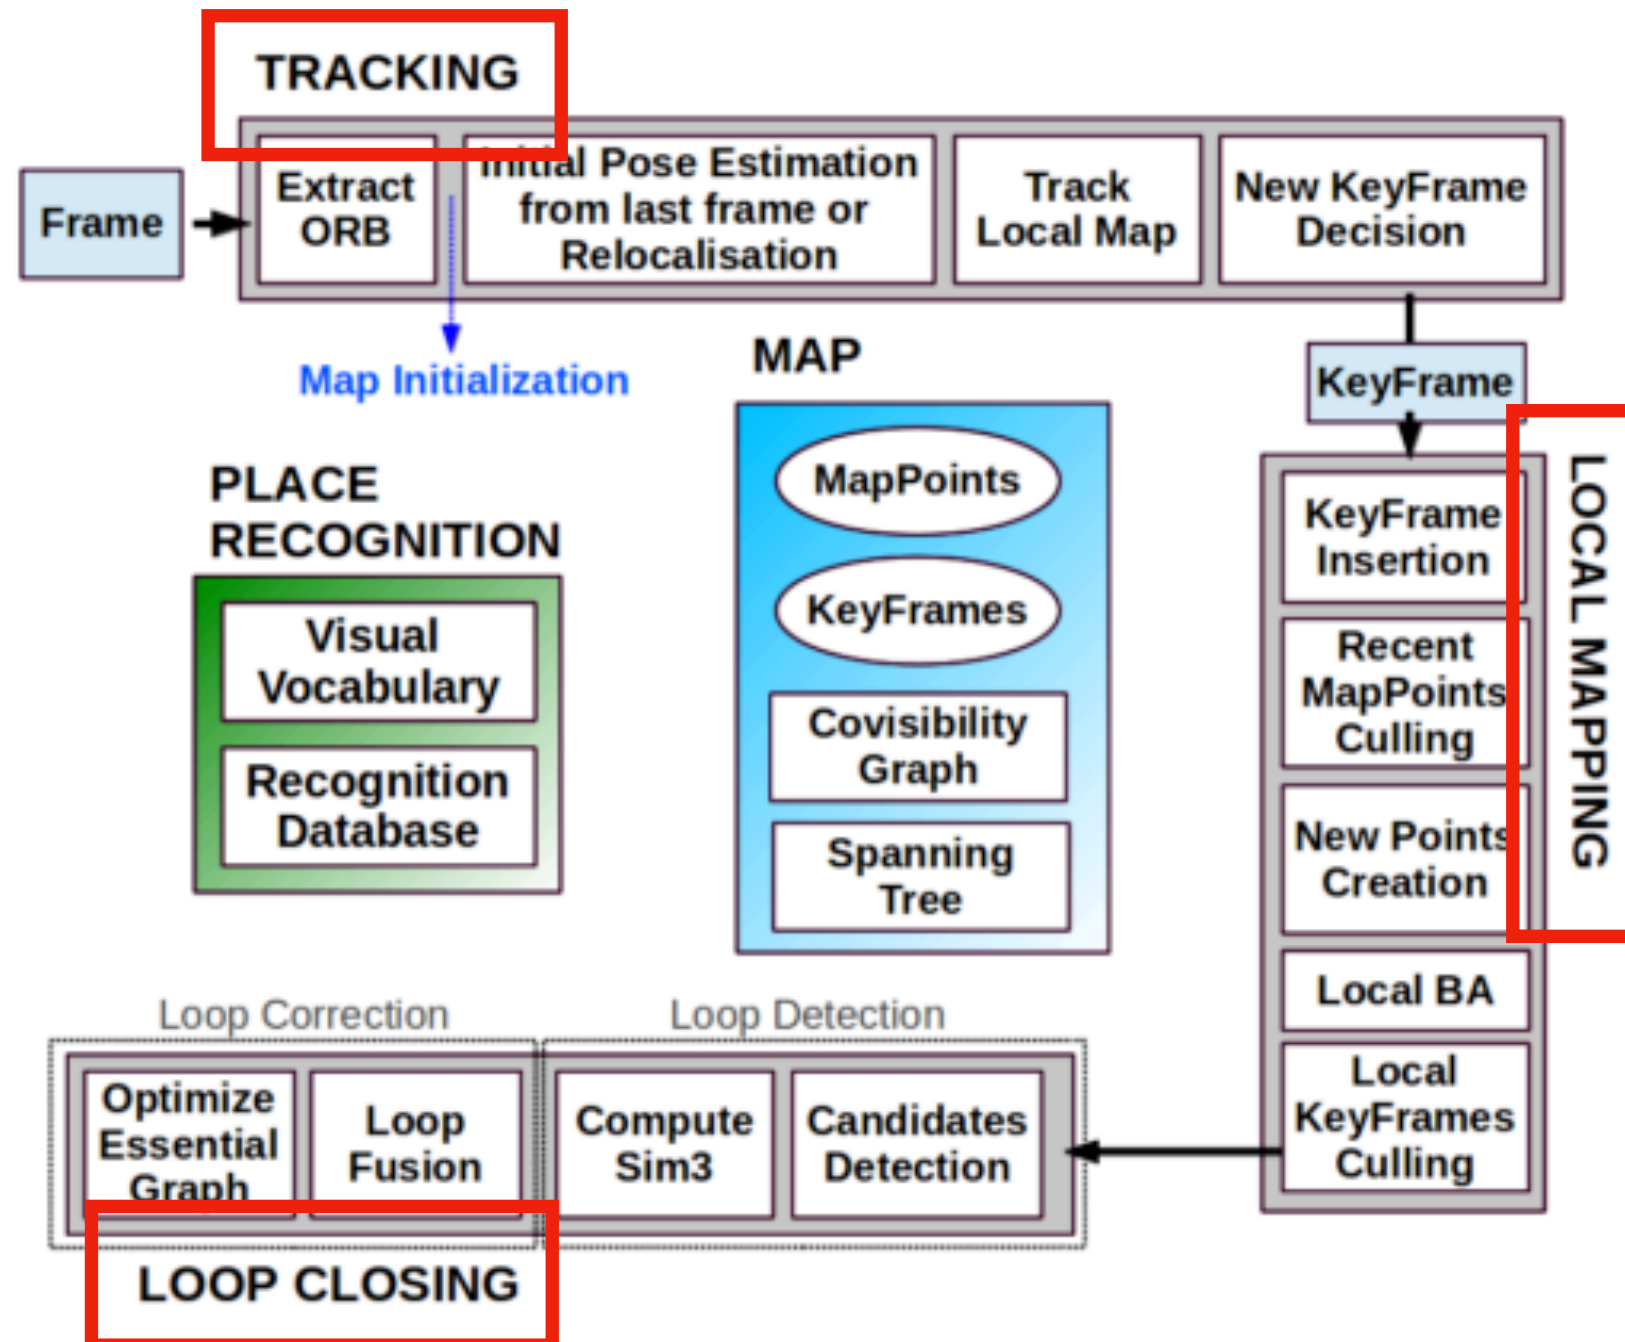 TRACKING
Frame
Extract
ORB
Initial Pose Estimation
from last frame or
Relocalisation
Track
Local Map
New KeyFrame
Decision
Map Initialization
MAP
KeyFrame
PLACE
RECOGNITION
Visual
Vocabulary
Recognition
Database
MapPoints
KeyFrames
Covisibility
Graph
Spanning
Tree
LOCAL MAPPING
KeyFrame
Insertion
Recent
MapPoints
Culling
New Points
Creation
Local BA
Local
KeyFrames
Culling
Loop Correction
Loop Detection
Optimize
Essential
Graph
Loop
Fusion
Compute
Sim3
Candidates
Detection
LOOP CLOSING